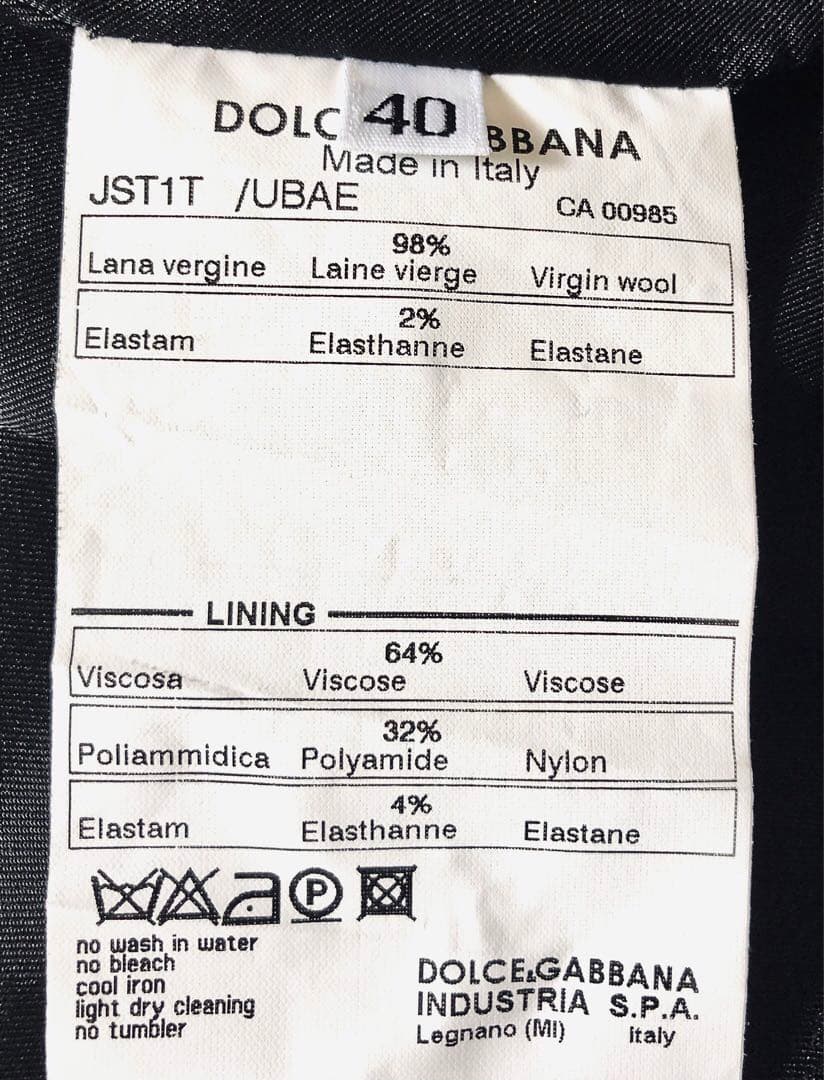 DOLC 40 BBANA
Made in Italy
JST1T /UBAE CA 00985
98%
Lana vergine Laine vierge Virgin wool
2%
Elastam Elasthanne Elastane
LINING
64%
Viscosa Viscose Viscose
32%
Poliammidica Polyamide Nylon
4%
Elastam Elasthanne Elastane
P
no wash in water
no bleach
cool iron
light dry cleaning
no tumbler
DOLCE&GABBANA
INDUSTRIA S.P.A.
Legnano (MI) Italy